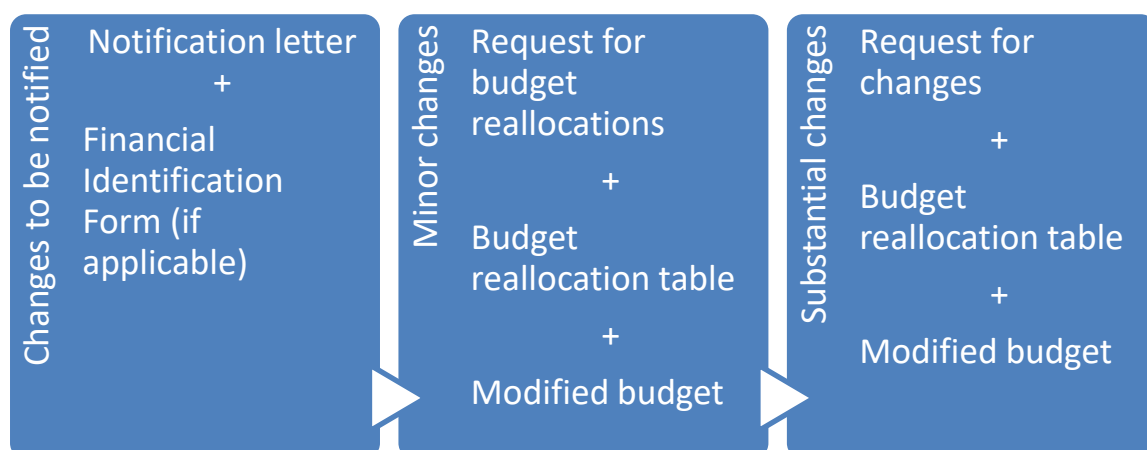 Changes to be notified
Notification letter
+
Financial
Identification
Form (if
applicable)
Minor changes
Request for
budget
reallocations
+
Budget
reallocation table
+
Modified budget
Substantial changes
Request for
changes
+
Budget
reallocation table
+
Modified budget